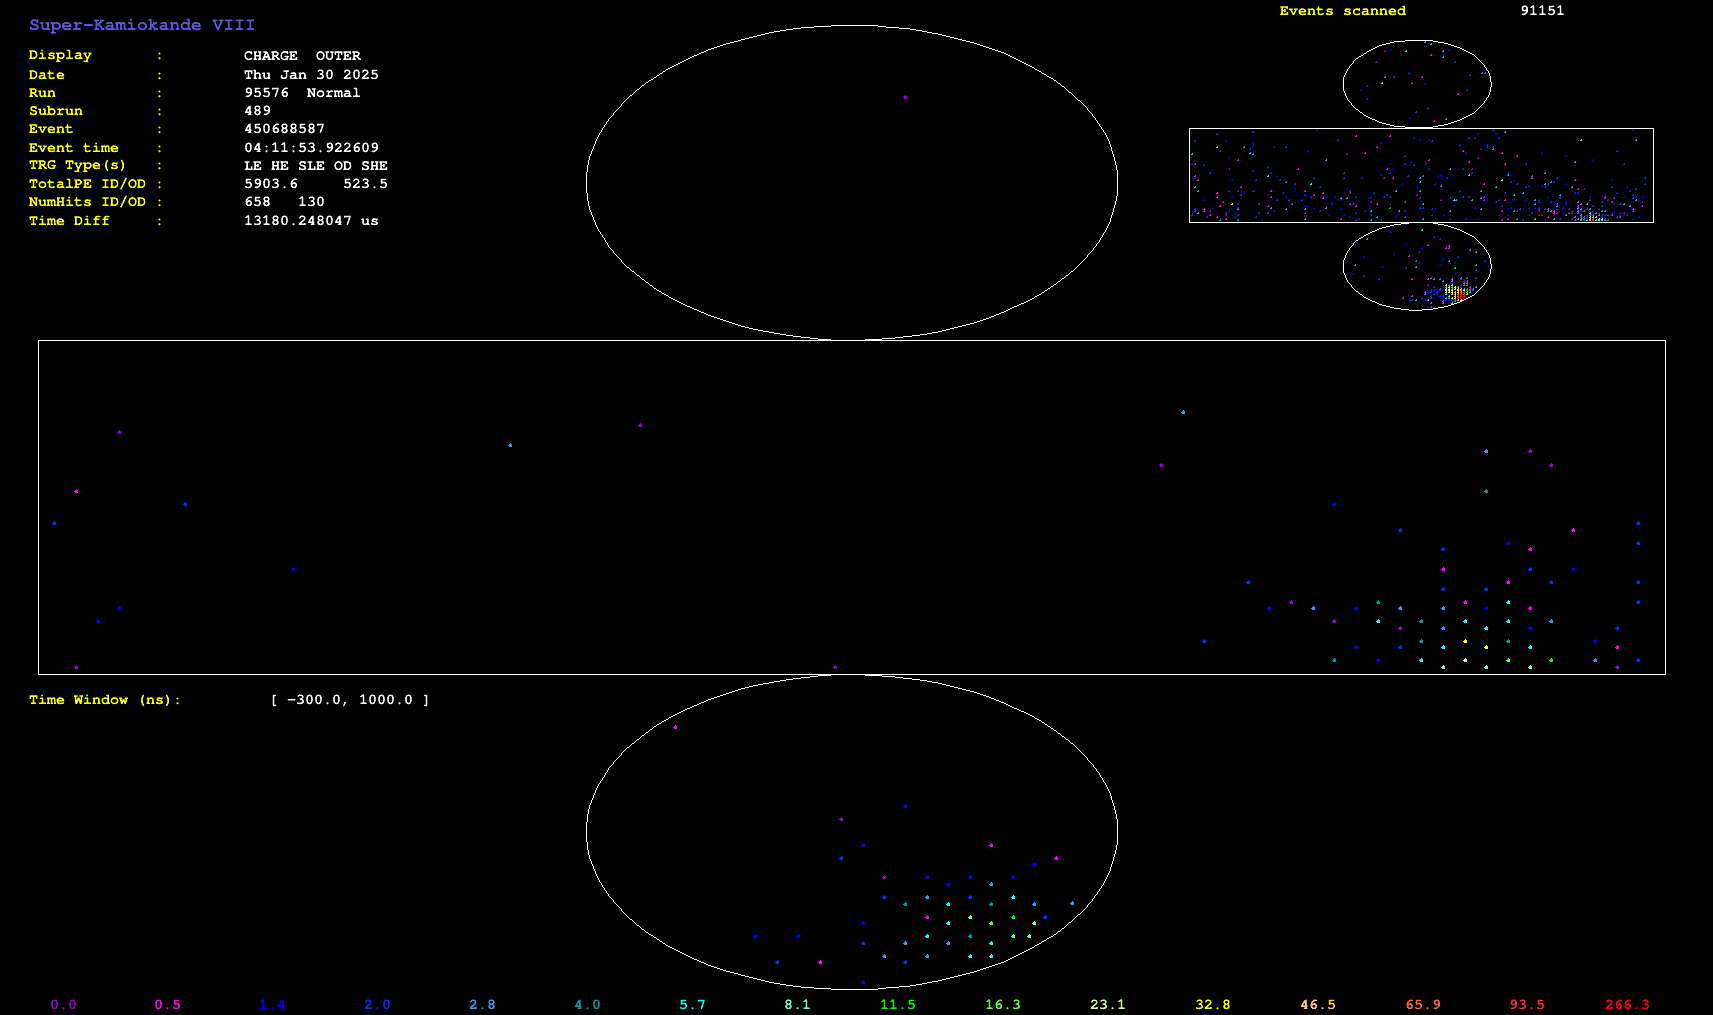 Super-Kamiokande VIII
Display : CHARGE OUTER
Date : Thu Jan 30 2025
Run : 95576 Normal
Subrun : 489
Event : 450688587
Event time : 04:11:53.922609
TRG Type(s) : LE HE SLE OD SHE
TotalPE ID/OD : 5903.6 523.5
NumHits ID/OD : 658 130
Time Diff : 13180.248047 us
Events scanned 91151
Time Window (ns): [ -300.0, 1000.0 ]
0.0 0.5 1.4 2.0 2.8 4.0 5.7 8.1 11.5 16.3 23.1 32.8 46.5 65.9 93.5 266.3